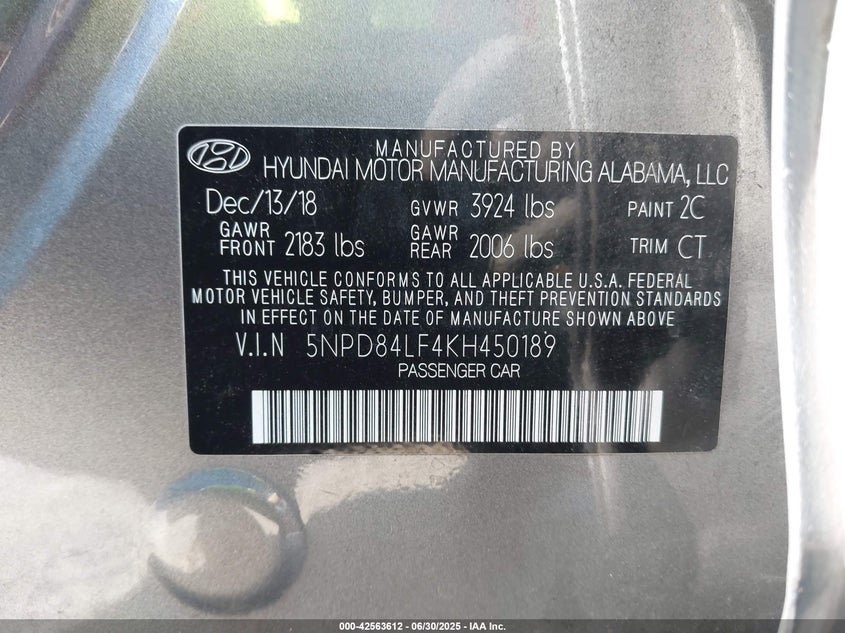 MANUFACTURED BY
HYUNDAI MOTOR MANUFACTURING ALABAMA, LLC
Dec/13/18 GVWR 3924 lbs PAINT 2C
GAWR FRONT 2183 lbs GAWR REAR 2006 lbs TRIM CT
THIS VEHICLE CONFORMS TO ALL APPLICABLE U.S.A. FEDERAL
MOTOR VEHICLE SAFETY, BUMPER, AND THEFT PREVENTION STANDARDS
IN EFFECT ON THE DATE OF MANUFACTURE SHOWN ABOVE
V.I.N 5NPD84LF4KH450189
PASSENGER CAR
000-42563612 - 06/30/2025 - IAA Inc.